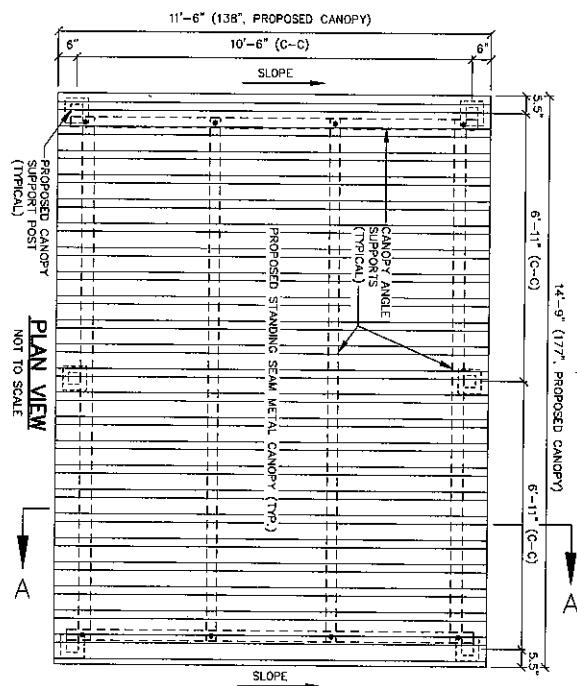 11'-6" (138", PROPOSED CANOPY)
6"
10'-6" (C-C)
6"
SLOPE
5.5"
6'-11" (C-C)
14'-9" (177", PROPOSED CANOPY)
6'-11" (C-C)
5.5"
PROPOSED CANOPY
SUPPORT POST
(TYPICAL)
CANOPY ANGLE
SUPPORTS
(TYPICAL)
PROPOSED STANDING SEAM METAL CANOPY (TYP.)
PLAN VIEW
NOT TO SCALE
A
A
SLOPE